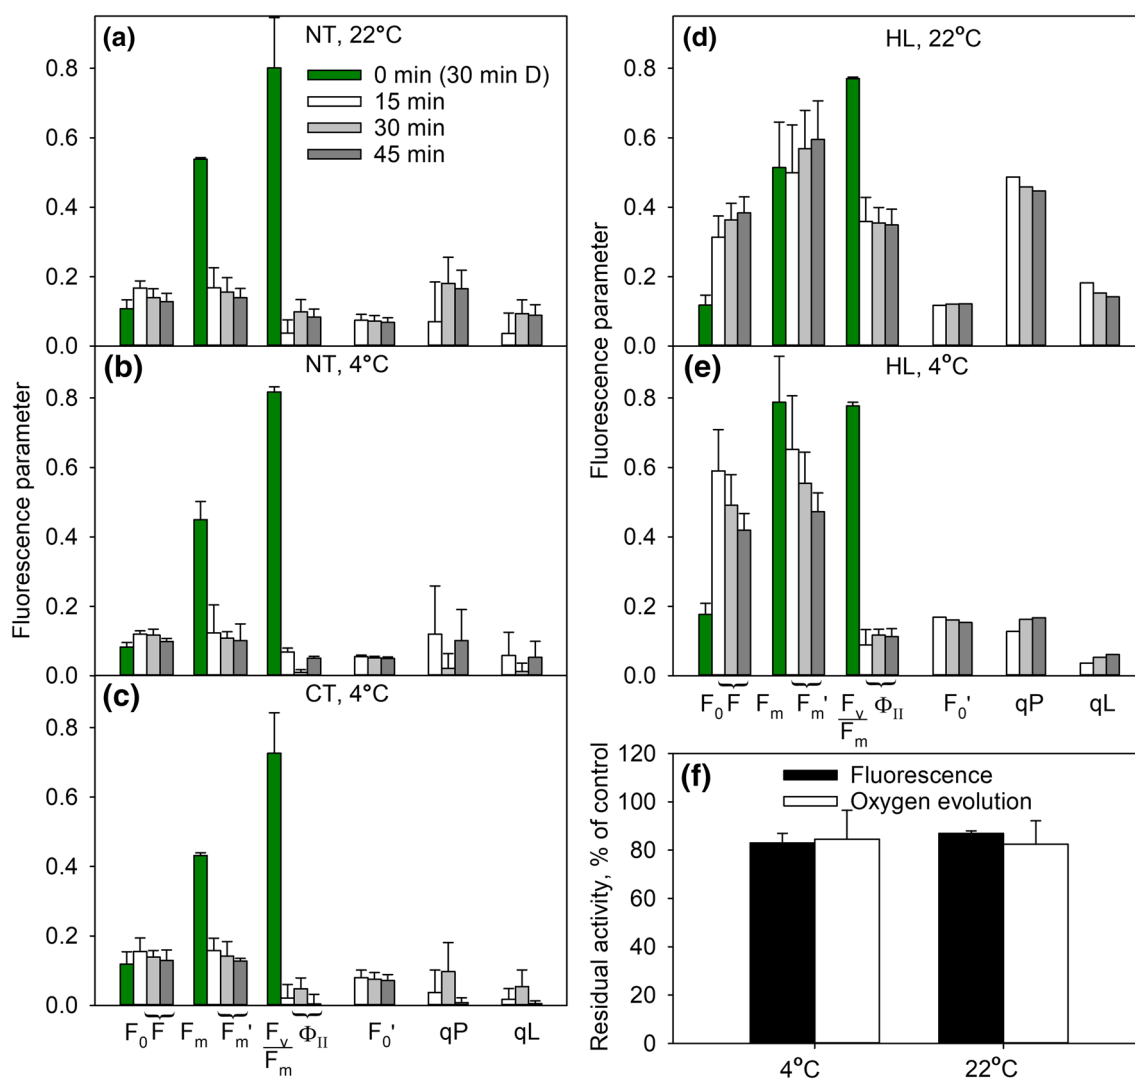 (a) NT, 22°C
0 min (30 min D)
15 min
30 min
45 min
0.8
0.6
0.4
0.2
0.0
(b) NT, 4°C
0.8
0.6
0.4
0.2
0.0
(c) CT, 4°C
0.8
0.6
0.4
0.2
0.0
Fluorescence parameter
F0 F Fm Fm' Fv/Fm ΦII F0' qP qL
(d) HL, 22°C
0.8
0.6
0.4
0.2
0.0
(e) HL, 4°C
0.8
0.6
0.4
0.2
0.0
Fluorescence parameter
F0 F Fm Fm' Fv/Fm ΦII F0' qP qL
(f)
Fluorescence
Oxygen evolution
120
100
80
60
40
20
0
Residual activity, % of control
4°C 22°C